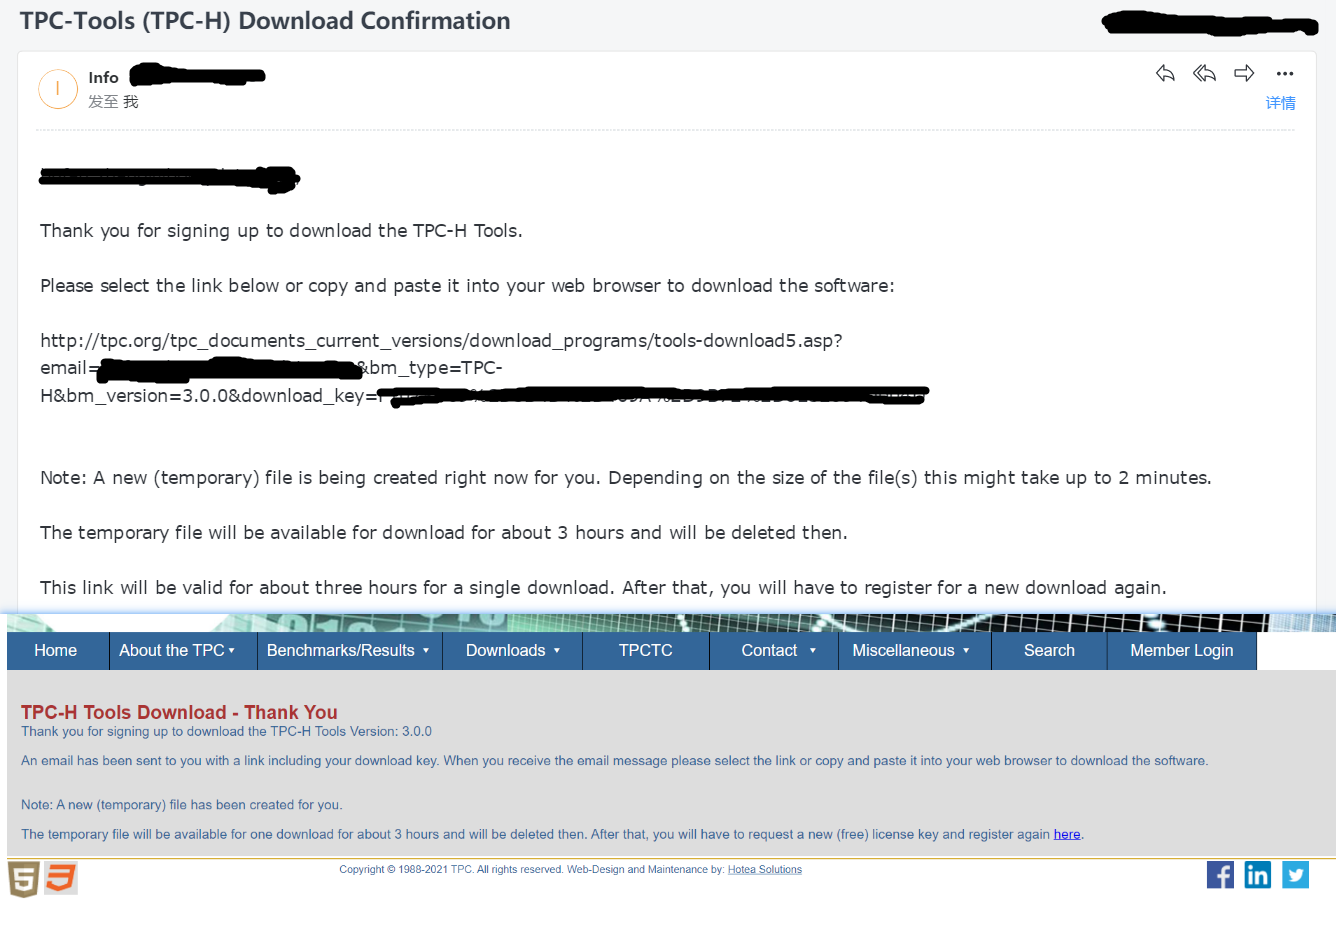 TPC-Tools (TPC-H) Download Confirmation
I
Info
发至 我
详情
Thank you for signing up to download the TPC-H Tools.
Please select the link below or copy and paste it into your web browser to download the software:
http://tpc.org/tpc_documents_current_versions/download_programs/tools-download5.asp?
email=&bm_type=TPC-
H&bm_version=3.0.0&download_key=
Note: A new (temporary) file is being created right now for you. Depending on the size of the file(s) this might take up to 2 minutes.
The temporary file will be available for download for about 3 hours and will be deleted then.
This link will be valid for about three hours for a single download. After that, you will have to register for a new download again.
Home About the TPC Benchmarks/Results Downloads TPCTC Contact Miscellaneous Search Member Login
TPC-H Tools Download - Thank You
Thank you for signing up to download the TPC-H Tools Version: 3.0.0
An email has been sent to you with a link including your download key. When you receive the email message please select the link or copy and paste it into your web browser to download the software.
Note: A new (temporary) file has been created for you.
The temporary file will be available for one download for about 3 hours and will be deleted then. After that, you will have to request a new (free) license key and register again here.
Copyright © 1988-2021 TPC. All rights reserved. Web-Design and Maintenance by: Hotea Solutions
5 3 f in